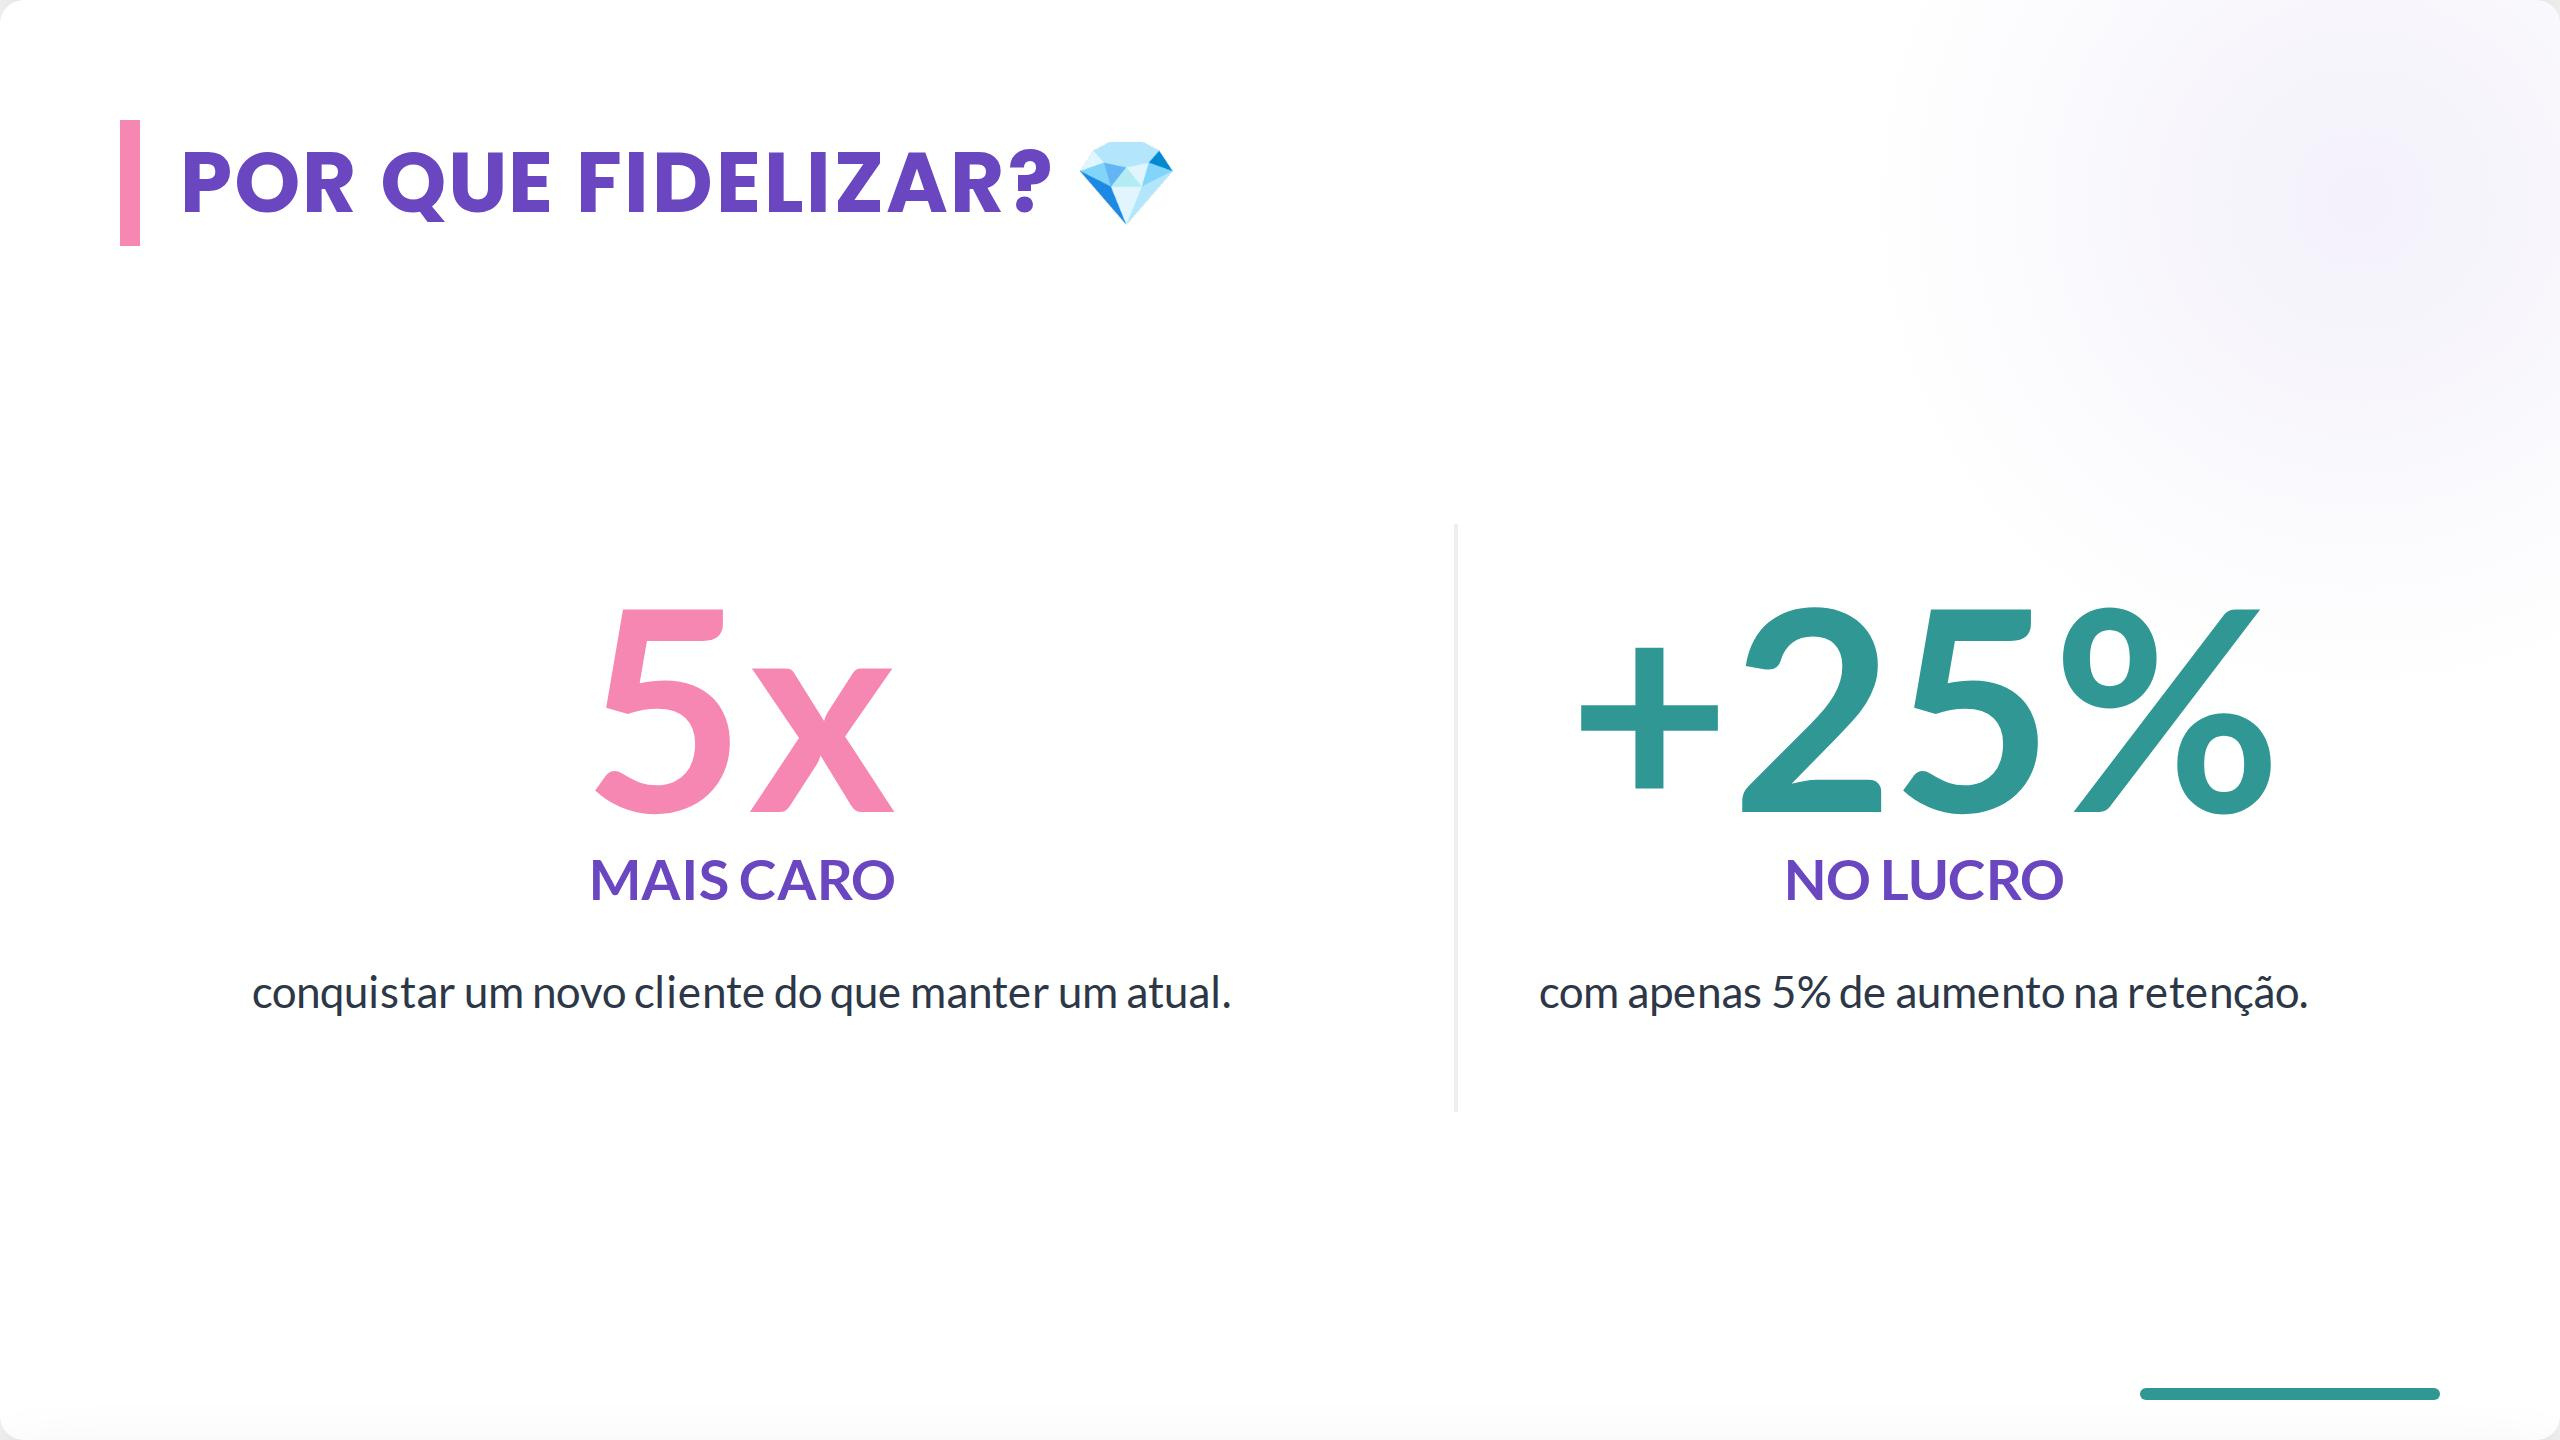 POR QUE FIDELIZAR? 💎
5x
MAIS CARO
conquistar um novo cliente do que manter um atual.
+25%
NO LUCRO
com apenas 5% de aumento na retenção.